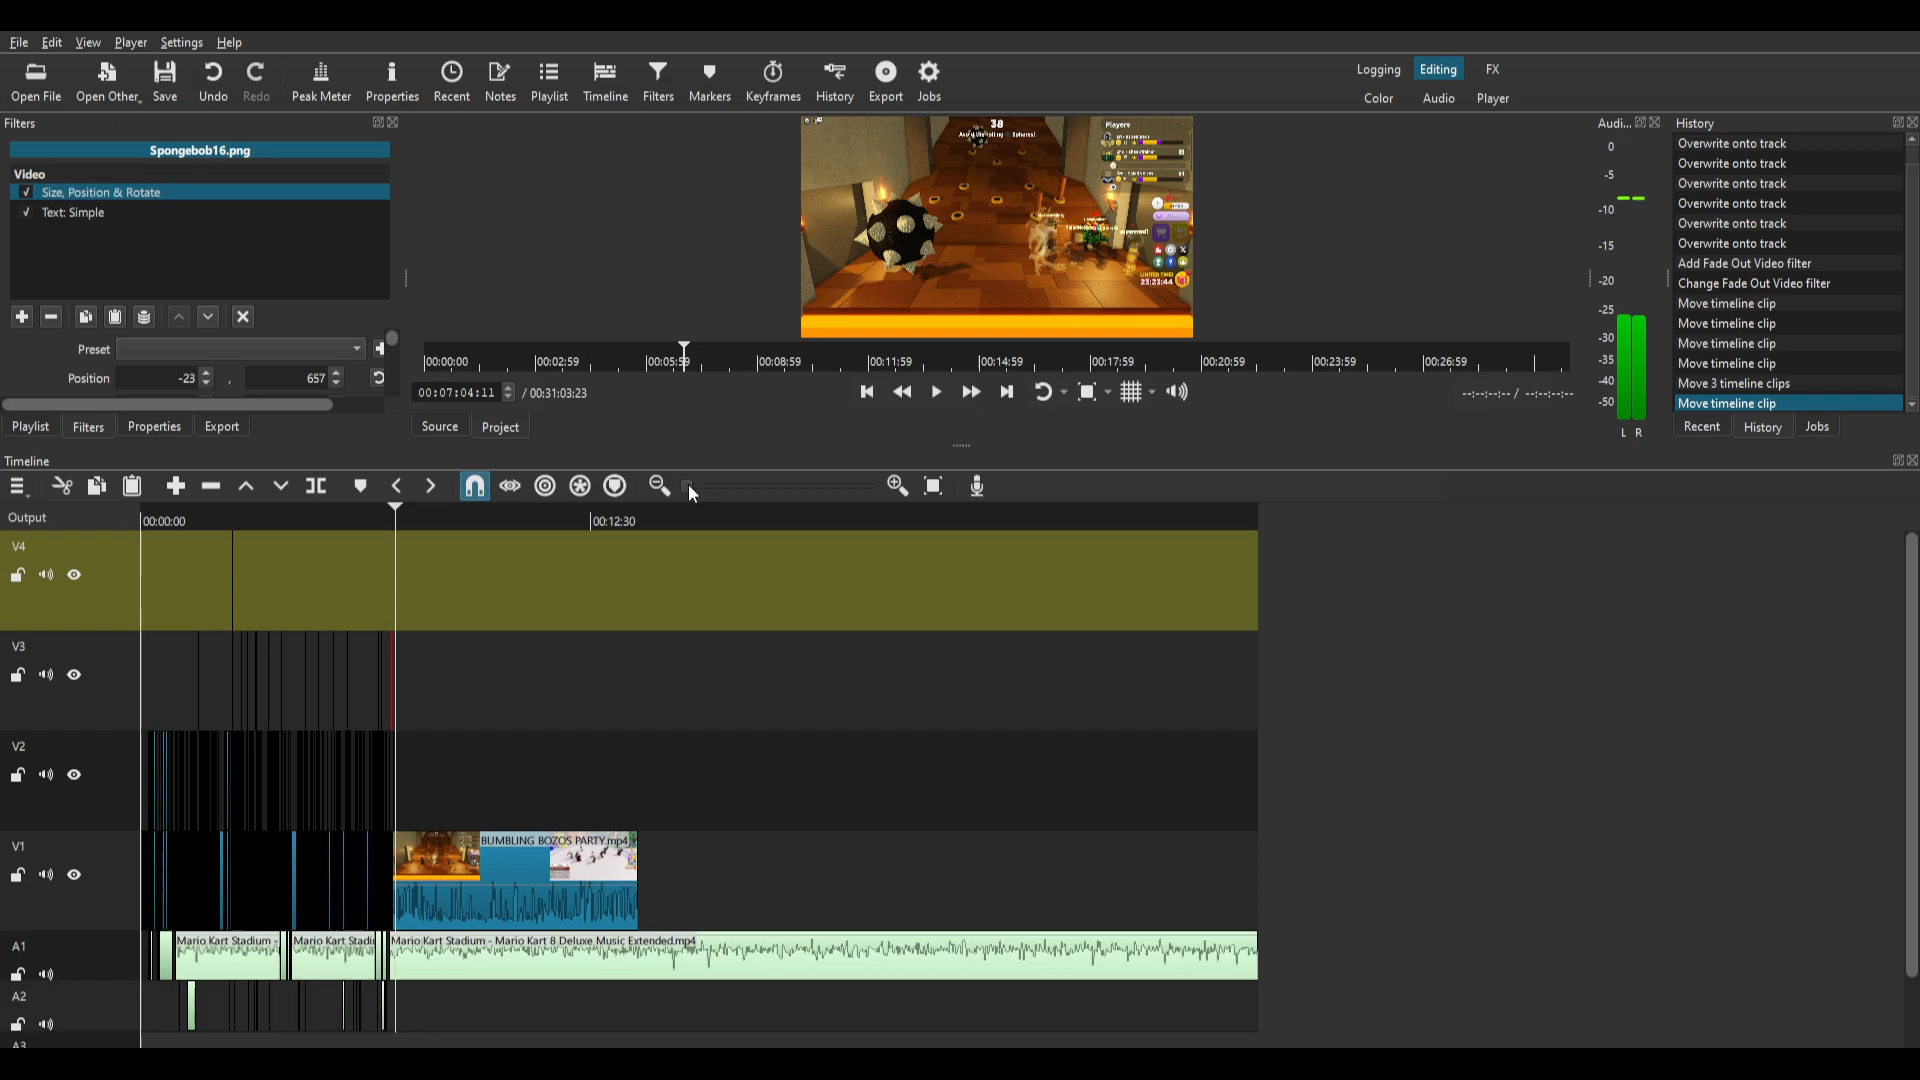 File Edit View Player Settings Help
Open File Open Other Save Undo Redo Peak Meter Properties Recent Notes Playlist Timeline Filters Markers Keyframes History Export Jobs
Logging Editing FX
Color Audio Player
Filters
Spongebob16.png
Video
Size, Position & Rotate
Text: Simple
Preset
Position -23 , 657
Playlist Filters Properties Export
38
Players
LIMITED TIME!
23:23:44
00:00:00 00:02:59 00:05:59 00:08:59 00:11:59 00:14:59 00:17:59 00:20:59 00:23:59 00:26:59
00:07:04:11 / 00:31:03:23
--:--:--:-- / --:--:--:--
Source Project
Audi...
0
-5
-10
-15
-20
-25
-30
-35
-40
-50
L R
History
Overwrite onto track
Overwrite onto track
Overwrite onto track
Overwrite onto track
Overwrite onto track
Overwrite onto track
Add Fade Out Video filter
Change Fade Out Video filter
Move timeline clip
Move timeline clip
Move timeline clip
Move timeline clip
Move 3 timeline clips
Move timeline clip
Recent History Jobs
Timeline
Output
00:00:00 00:12:30
V4
V3
V2
V1
BUMBLING BOZOS PARTY.mp4
A1
Mario Kart Stadium - Mario Kart Stadi Mario Kart Stadium - Mario Kart 8 Deluxe Music Extended.mp4
A2
A3